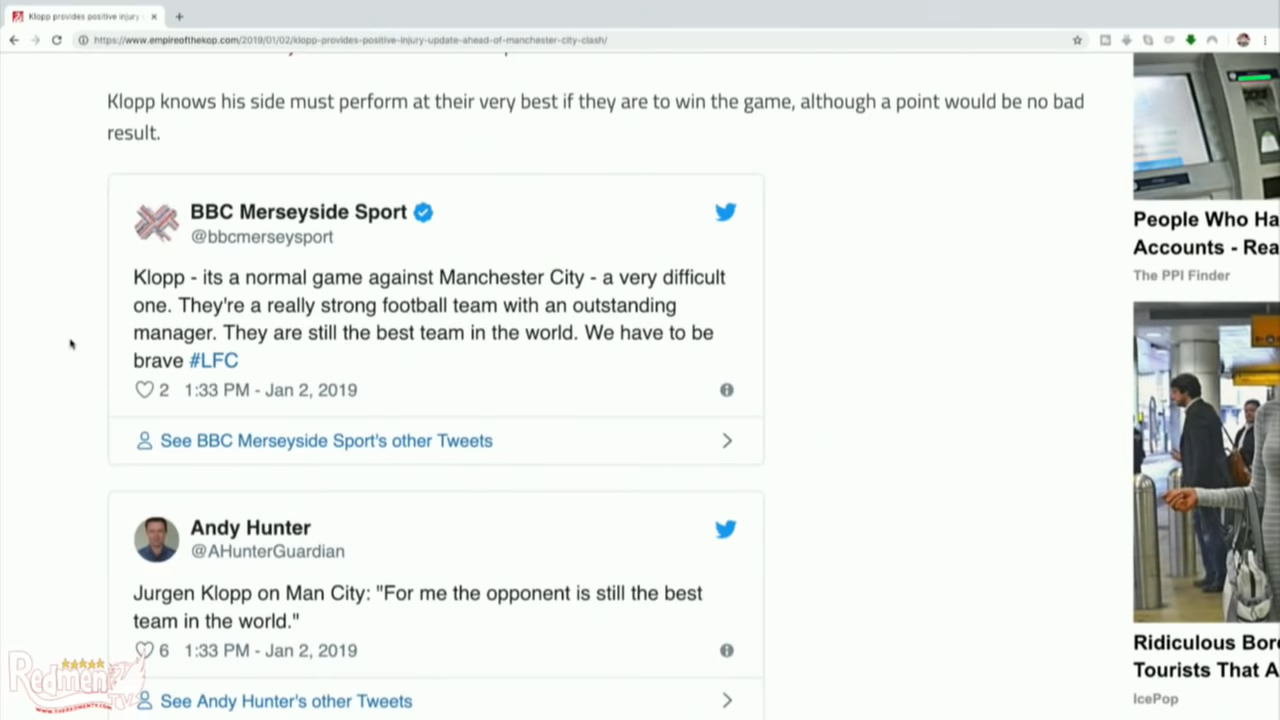 Klopp provides positive injury
https://www.empireofthekop.com/2019/01/02/klopp-provides-positive-injury-update-ahead-of-manchester-city-clash/
Klopp knows his side must perform at their very best if they are to win the game, although a point would be no bad
result.
BBC Merseyside Sport
@bbcmerseysport
Klopp - its a normal game against Manchester City - a very difficult
one. They're a really strong football team with an outstanding
manager. They are still the best team in the world. We have to be
brave #LFC
2 1:33 PM - Jan 2, 2019
See BBC Merseyside Sport's other Tweets
Andy Hunter
@AHunterGuardian
Jurgen Klopp on Man City: "For me the opponent is still the best
team in the world."
6 1:33 PM - Jan 2, 2019
See Andy Hunter's other Tweets
People Who Ha
Accounts - Rea
The PPI Finder
Ridiculous Bor
Tourists That A
IcePop
Redmen
TV
www.theredmentv.com